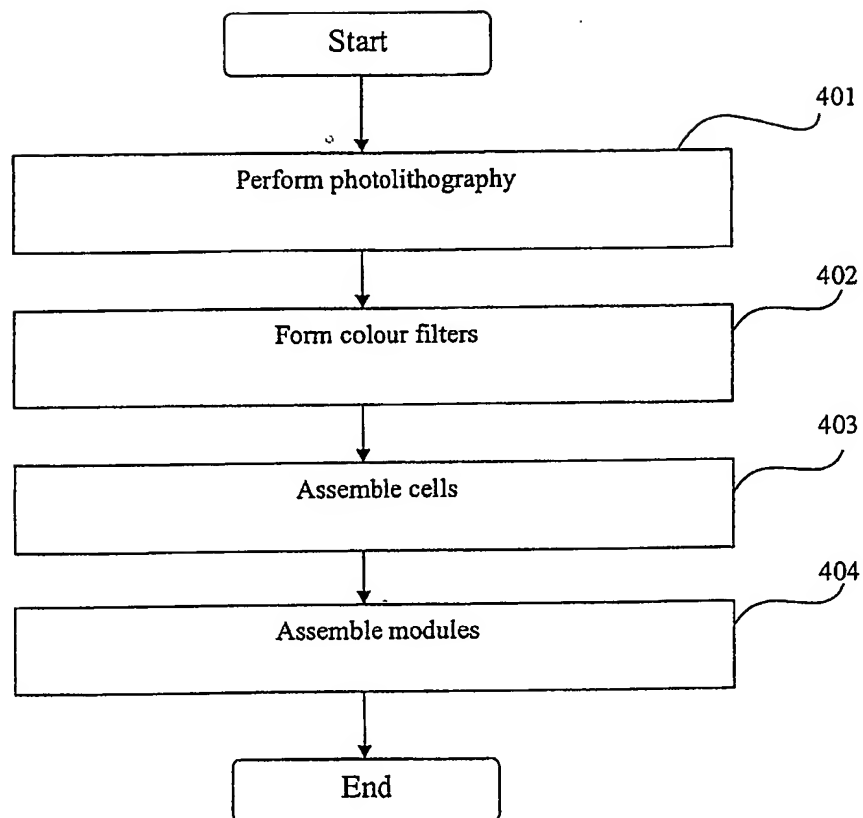 Start
401
Perform photolithography
402
Form colour filters
403
Assemble cells
404
Assemble modules
End